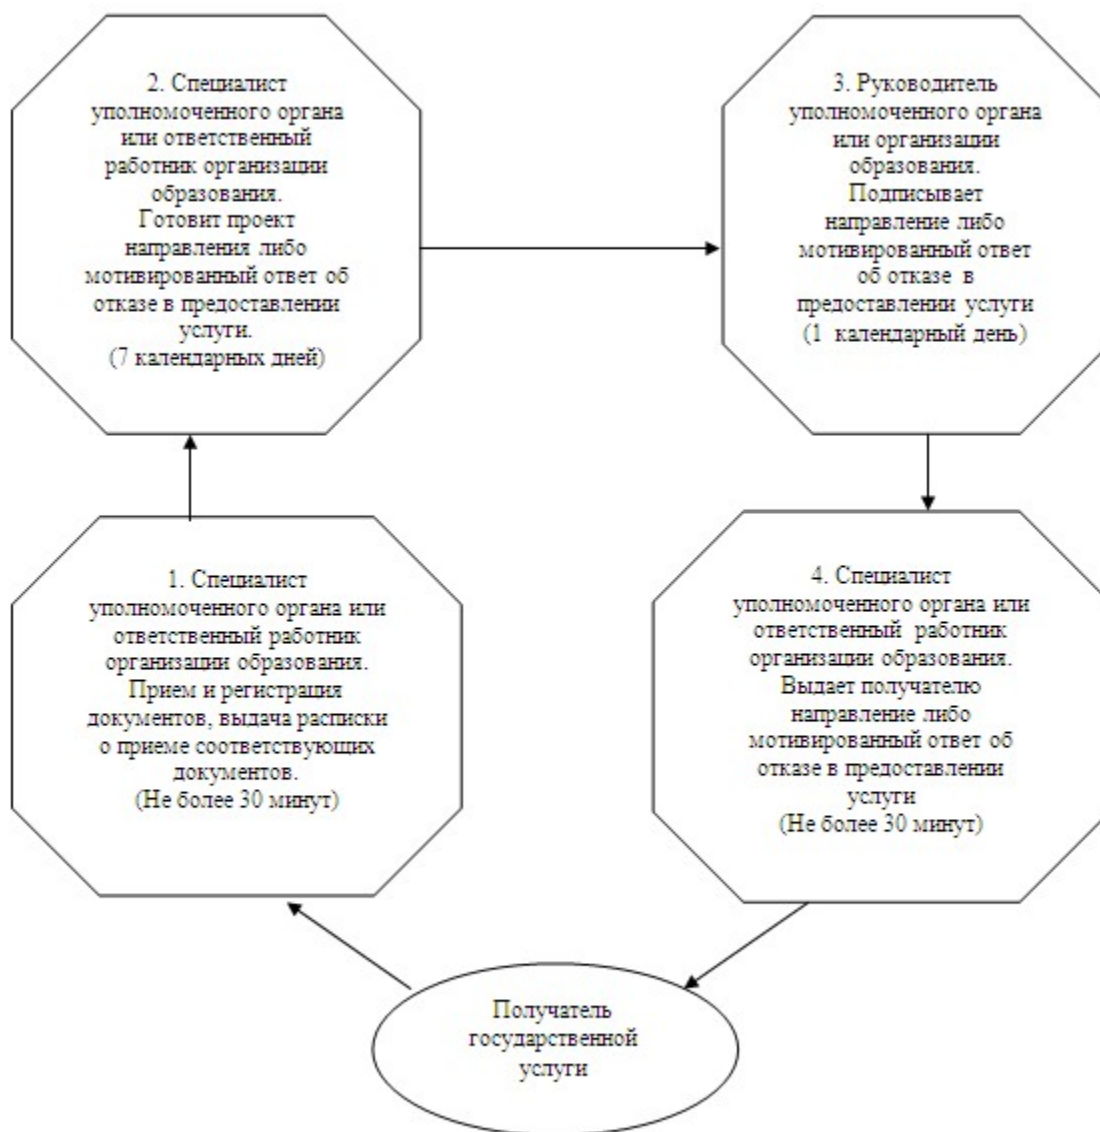 2. Специалист
уполномоченного органа
или ответственный
работник организации
образования.
Готовит проект
направления либо
мотивированный ответ об
отказе в предоставлении
услуги.
(7 календарных дней)
3. Руководитель
уполномоченного органа
или организации
образования.
Подписывает
направление либо
мотивированный ответ
об отказе в
предоставлении услуги
(1 календарный день)
1. Специалист
уполномоченного органа или
ответственный работник
организации образования.
Прием и регистрация
документов, выдача расписки
о приеме соответствующих
документов.
(Не более 30 минут)
4. Специалист
уполномоченного органа или
ответственный работник
организации образования.
Выдает получателю
направление либо
мотивированный ответ об
отказе в предоставлении
услуги
(Не более 30 минут)
Получатель
государственной
услуги